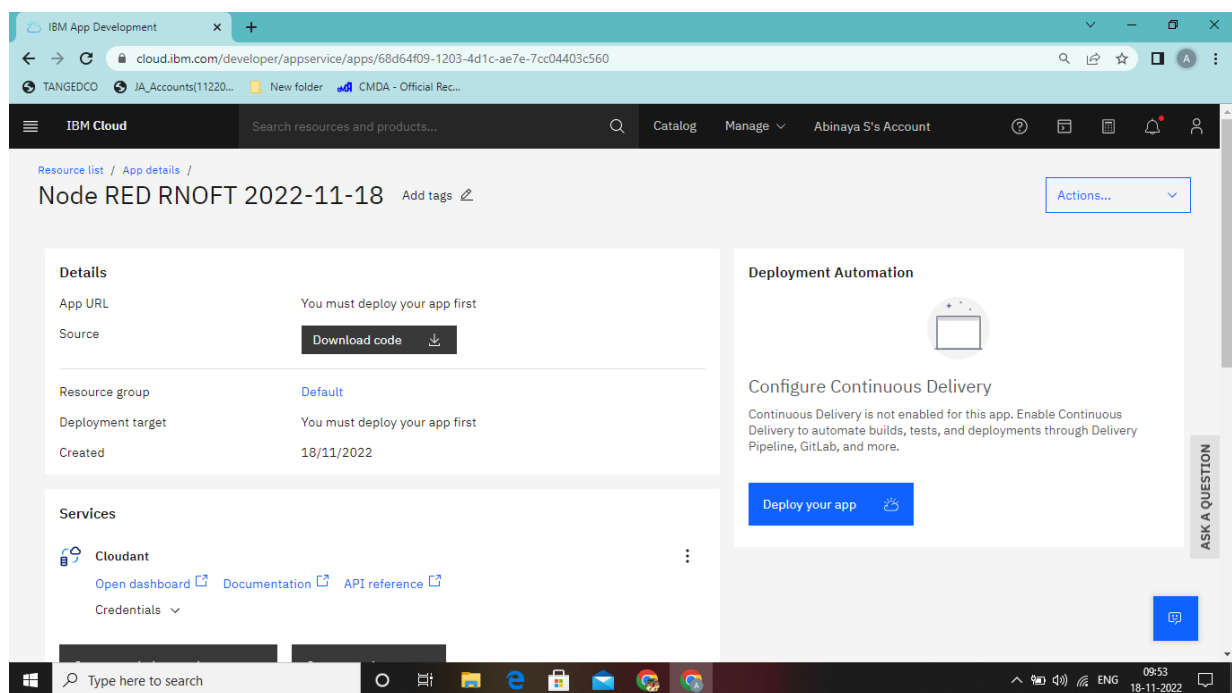 IBM App Development
cloud.ibm.com/developer/appservice/apps/68d64f09-1203-4d1c-ae7e-7cc04403c560
A
TANGEDCO JA_Accounts(11220... New folder CMDA - Official Rec...
IBM Cloud Search resources and products... Catalog Manage Abinaya S's Account
Resource list / App details /
Node RED RNOFT 2022-11-18 Add tags
Actions...
Details
App URL You must deploy your app first
Source Download code
Resource group Default
Deployment target You must deploy your app first
Created 18/11/2022
Services
Cloudant
Open dashboard Documentation API reference
Credentials
Deployment Automation
Configure Continuous Delivery
Continuous Delivery is not enabled for this app. Enable Continuous
Delivery to automate builds, tests, and deployments through Delivery
Pipeline, GitLab, and more.
Deploy your app
ASK A QUESTION
Type here to search
ENG
09:53
18-11-2022